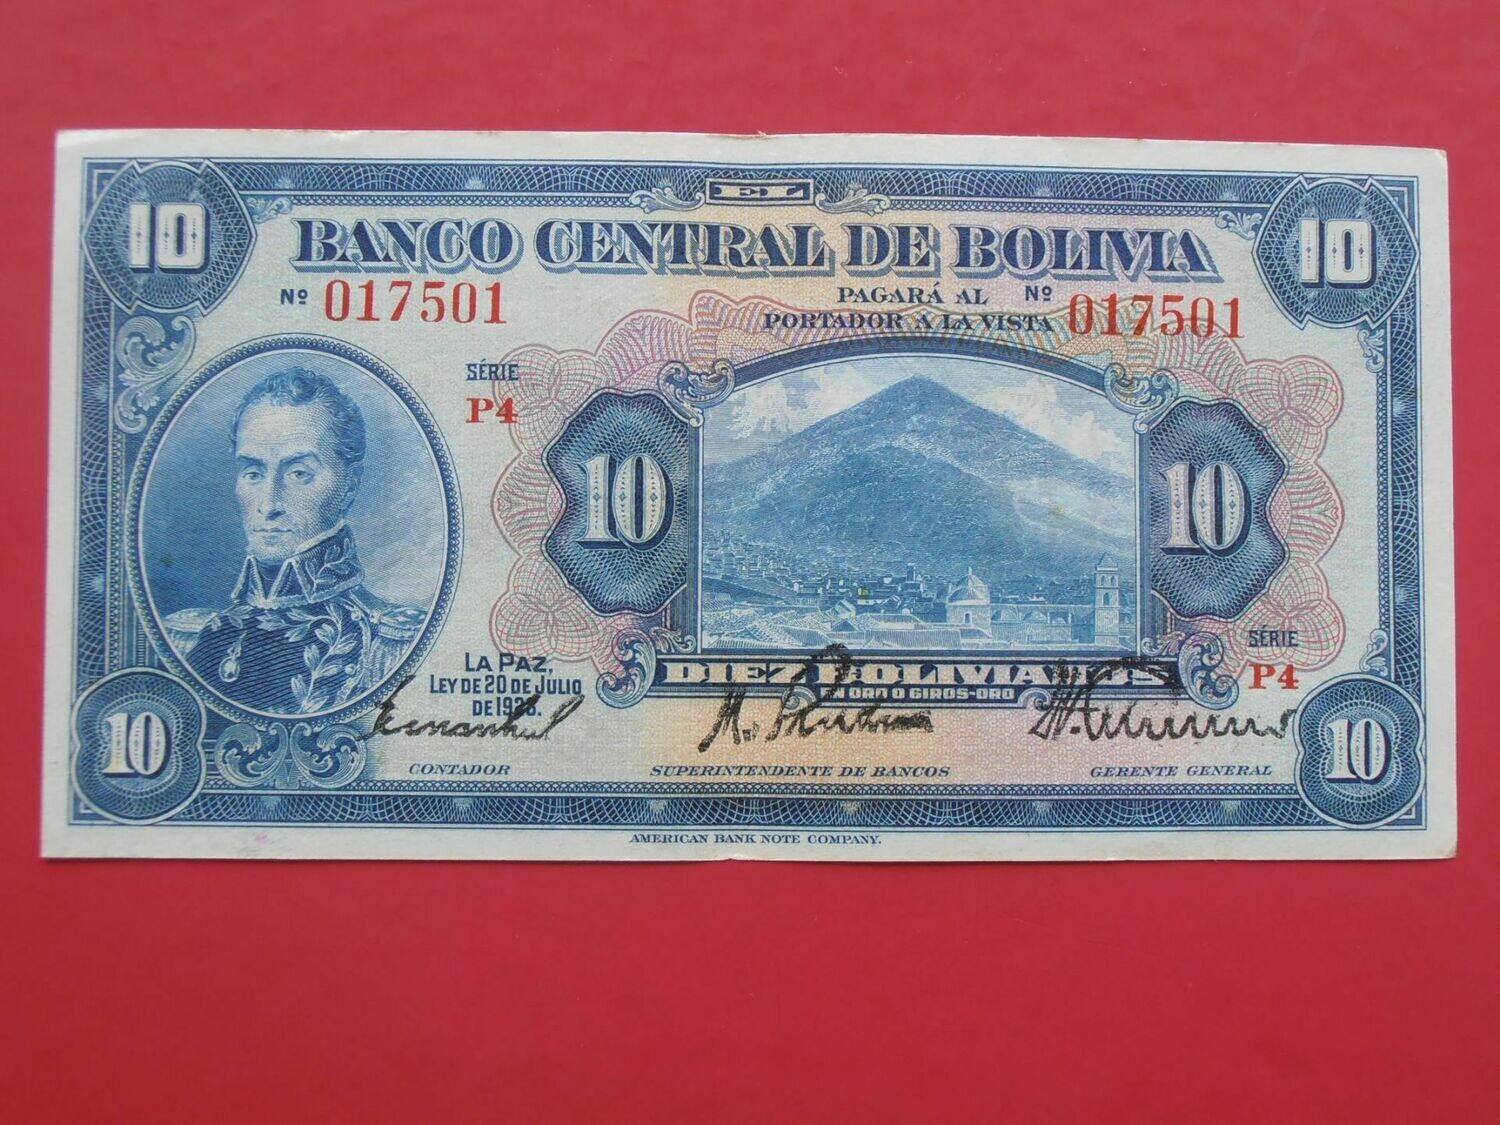 EL
10 BANCO CENTRAL DE BOLIVIA 10
Nº 017501 PAGARÁ AL Nº 017501
PORTADOR A LA VISTA
SÉRIE
P4
10 10
SÉRIE
P4
DIEZ BOLIVIANOS
EN ORO O GIROS-ORO
LA PAZ,
LEY DE 20 DE JULIO
DE 1928.
10 10
CONTADOR SUPERINTENDENTE DE BANCOS GERENTE GENERAL
AMERICAN BANK NOTE COMPANY.